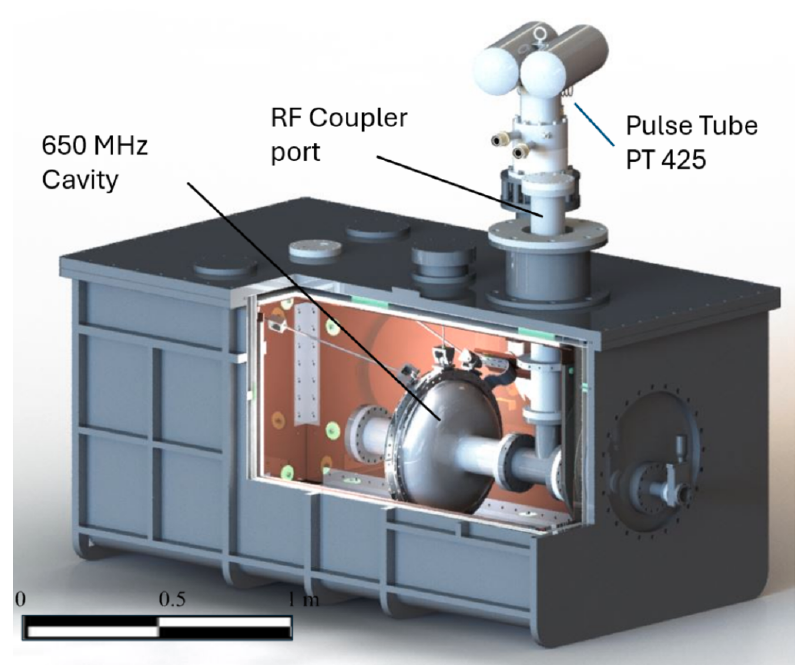 650 MHz
Cavity
RF Coupler
port
Pulse Tube
PT 425
0 0.5 1 m